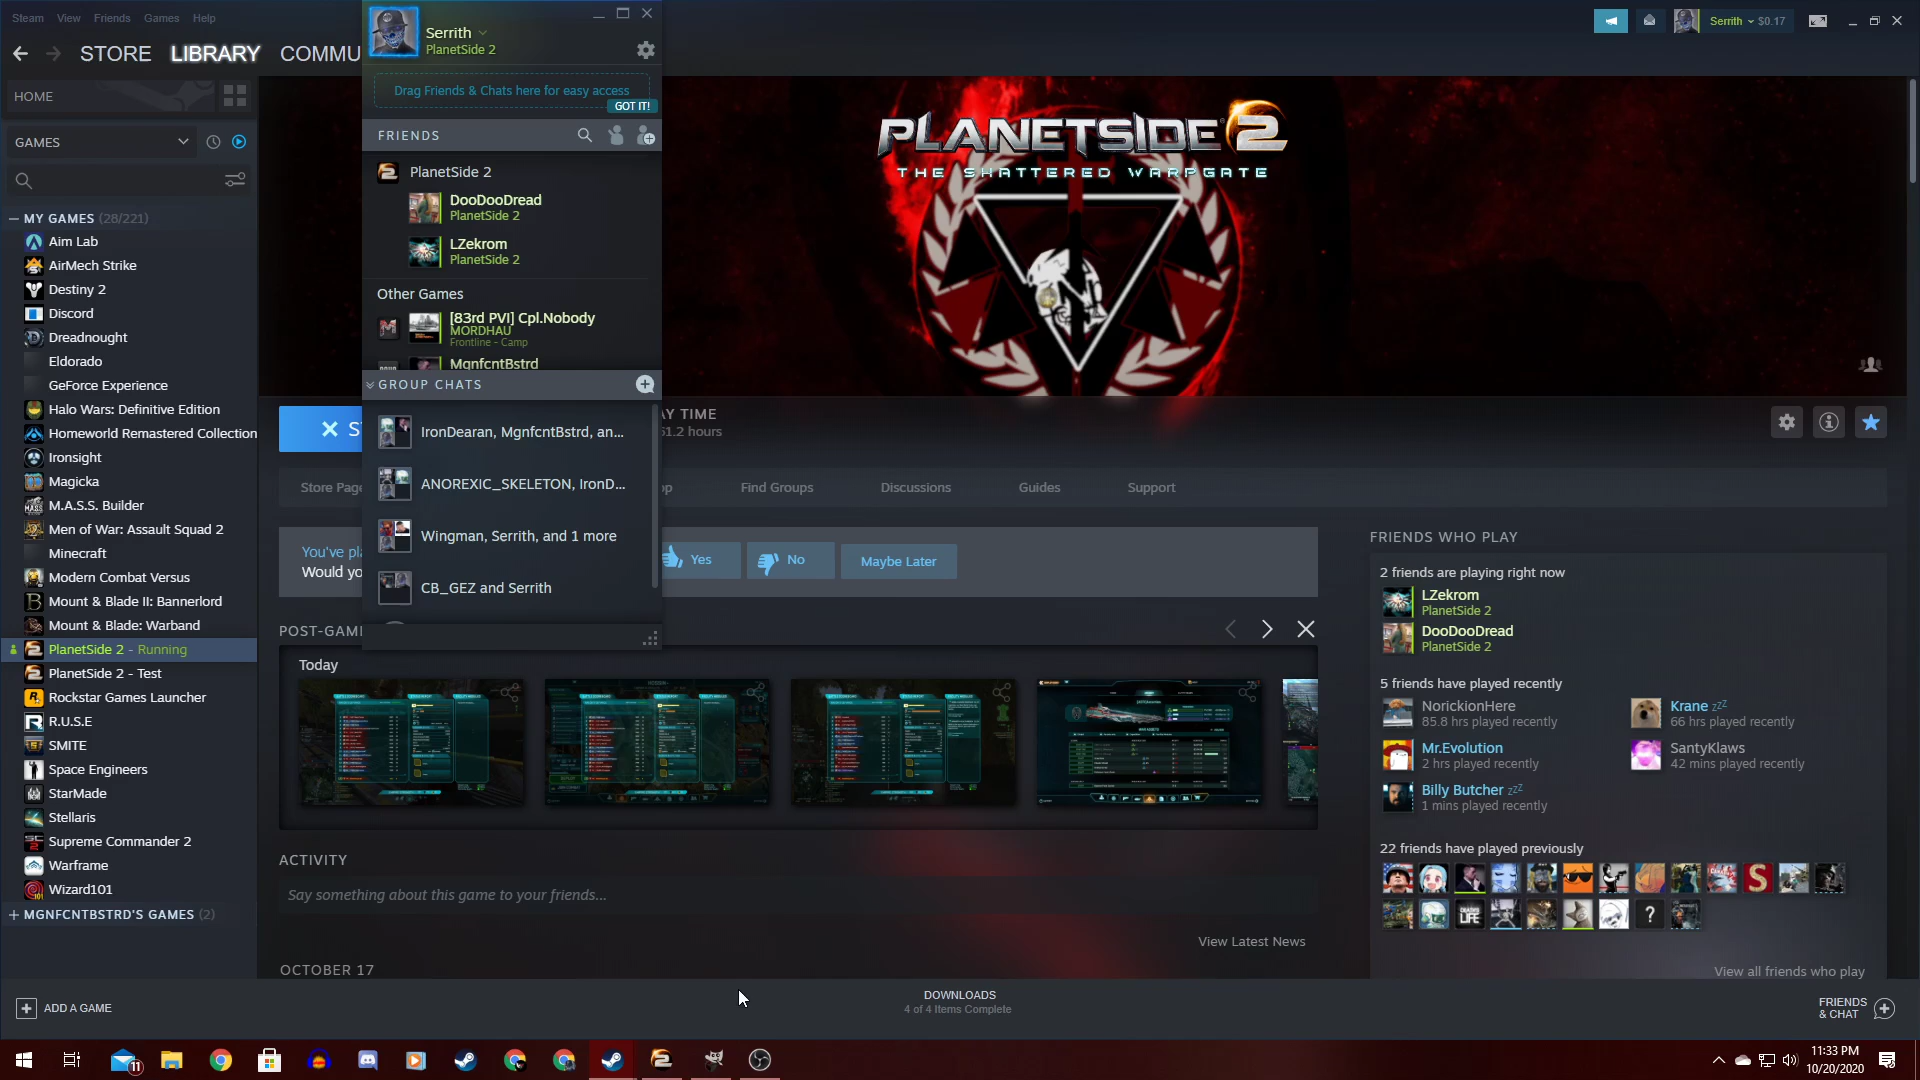 Steam View Friends Games Help
Serrith
PlanetSide 2
Serrith $0.17
STORE LIBRARY COMMU
HOME
Drag Friends & Chats here for easy access
GOT IT!
GAMES
FRIENDS
PlanetSide 2
DooDooDread
PlanetSide 2
LZekrom
PlanetSide 2
Other Games
[83rd PVI] Cpl.Nobody
MORDHAU
Frontline - Camp
MgnfcntBstrd
GROUP CHATS
IronDearan, MgnfcntBstrd, an...
ANOREXIC_SKELETON, IronD...
Wingman, Serrith, and 1 more
CB_GEZ and Serrith
MY GAMES (28/221)
Aim Lab
AirMech Strike
Destiny 2
Discord
Dreadnought
Eldorado
GeForce Experience
Halo Wars: Definitive Edition
Homeworld Remastered Collection
Ironsight
Magicka
M.A.S.S. Builder
Men of War: Assault Squad 2
Minecraft
Modern Combat Versus
Mount & Blade II: Bannerlord
Mount & Blade: Warband
PlanetSide 2 - Running
PlanetSide 2 - Test
Rockstar Games Launcher
R.U.S.E
SMITE
Space Engineers
StarMade
Stellaris
Supreme Commander 2
Warframe
Wizard101
MGNFCNTBSTRD'S GAMES (2)
PLANETSIDE 2
THE SHATTERED WARPGATE
AY TIME
51.2 hours
Store Page
Find Groups
Discussions
Guides
Support
You've pl
Would yo
Yes
No
Maybe Later
POST-GAM
Today
ACTIVITY
Say something about this game to your friends...
View Latest News
OCTOBER 17
FRIENDS WHO PLAY
2 friends are playing right now
LZekrom
PlanetSide 2
DooDooDread
PlanetSide 2
5 friends have played recently
NorickionHere
85.8 hrs played recently
Krane zzZ
66 hrs played recently
Mr.Evolution
2 hrs played recently
SantyKlaws
42 mins played recently
Billy Butcher zzZ
1 mins played recently
22 friends have played previously
View all friends who play
ADD A GAME
DOWNLOADS
4 of 4 Items Complete
FRIENDS
& CHAT
11
11:33 PM
10/20/2020